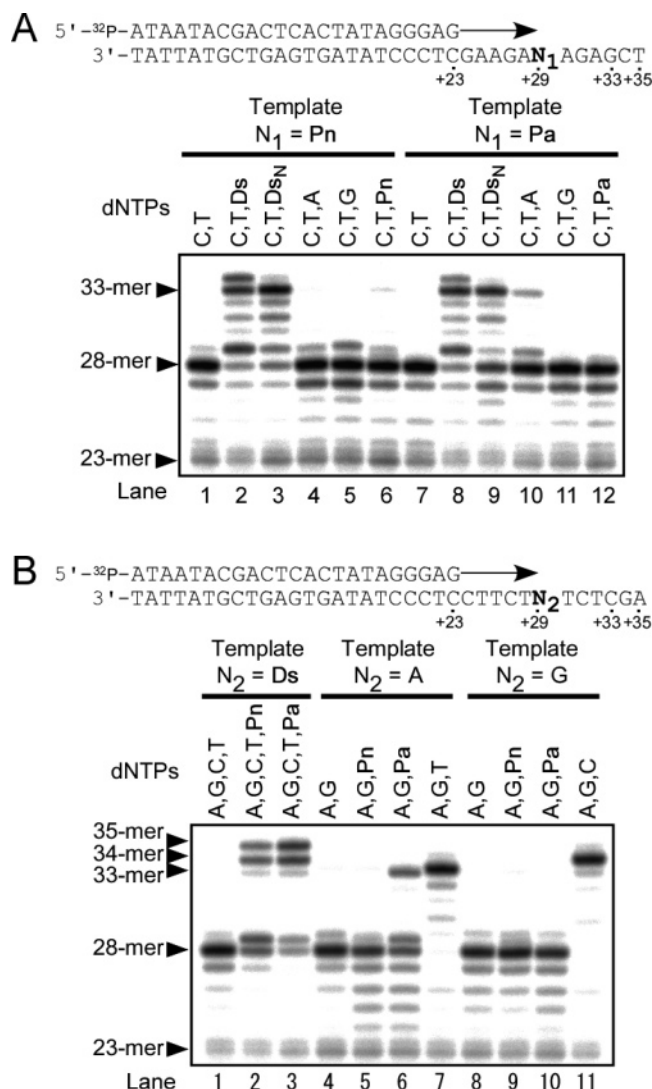 A
5'-³²P-ATAATACGACTCACTATAGGGAG
3'-TATTATGCTGAGTGATATCCCTCGAAGAN₁AGAGCT
+23 +29 +33 +35
Template N₁ = Pn Template N₁ = Pa
dNTPs C,T C,T,Ds C,T,Ds_N C,T,A C,T,G C,T,Pn C,T C,T,Ds C,T,Ds_N C,T,A C,T,G C,T,Pa
33-mer
28-mer
23-mer
Lane 1 2 3 4 5 6 7 8 9 10 11 12
B
5'-³²P-ATAATACGACTCACTATAGGGAG
3'-TATTATGCTGAGTGATATCCCTCCTTCTN₂TCTCGA
+23 +29 +33 +35
Template N₂ = Ds Template N₂ = A Template N₂ = G
dNTPs A,G,C,T A,G,C,T,Pn A,G,C,T,Pa A,G A,G,Pn A,G,Pa A,G,T A,G A,G,Pn A,G,Pa A,G,C
35-mer
34-mer
33-mer
28-mer
23-mer
Lane 1 2 3 4 5 6 7 8 9 10 11